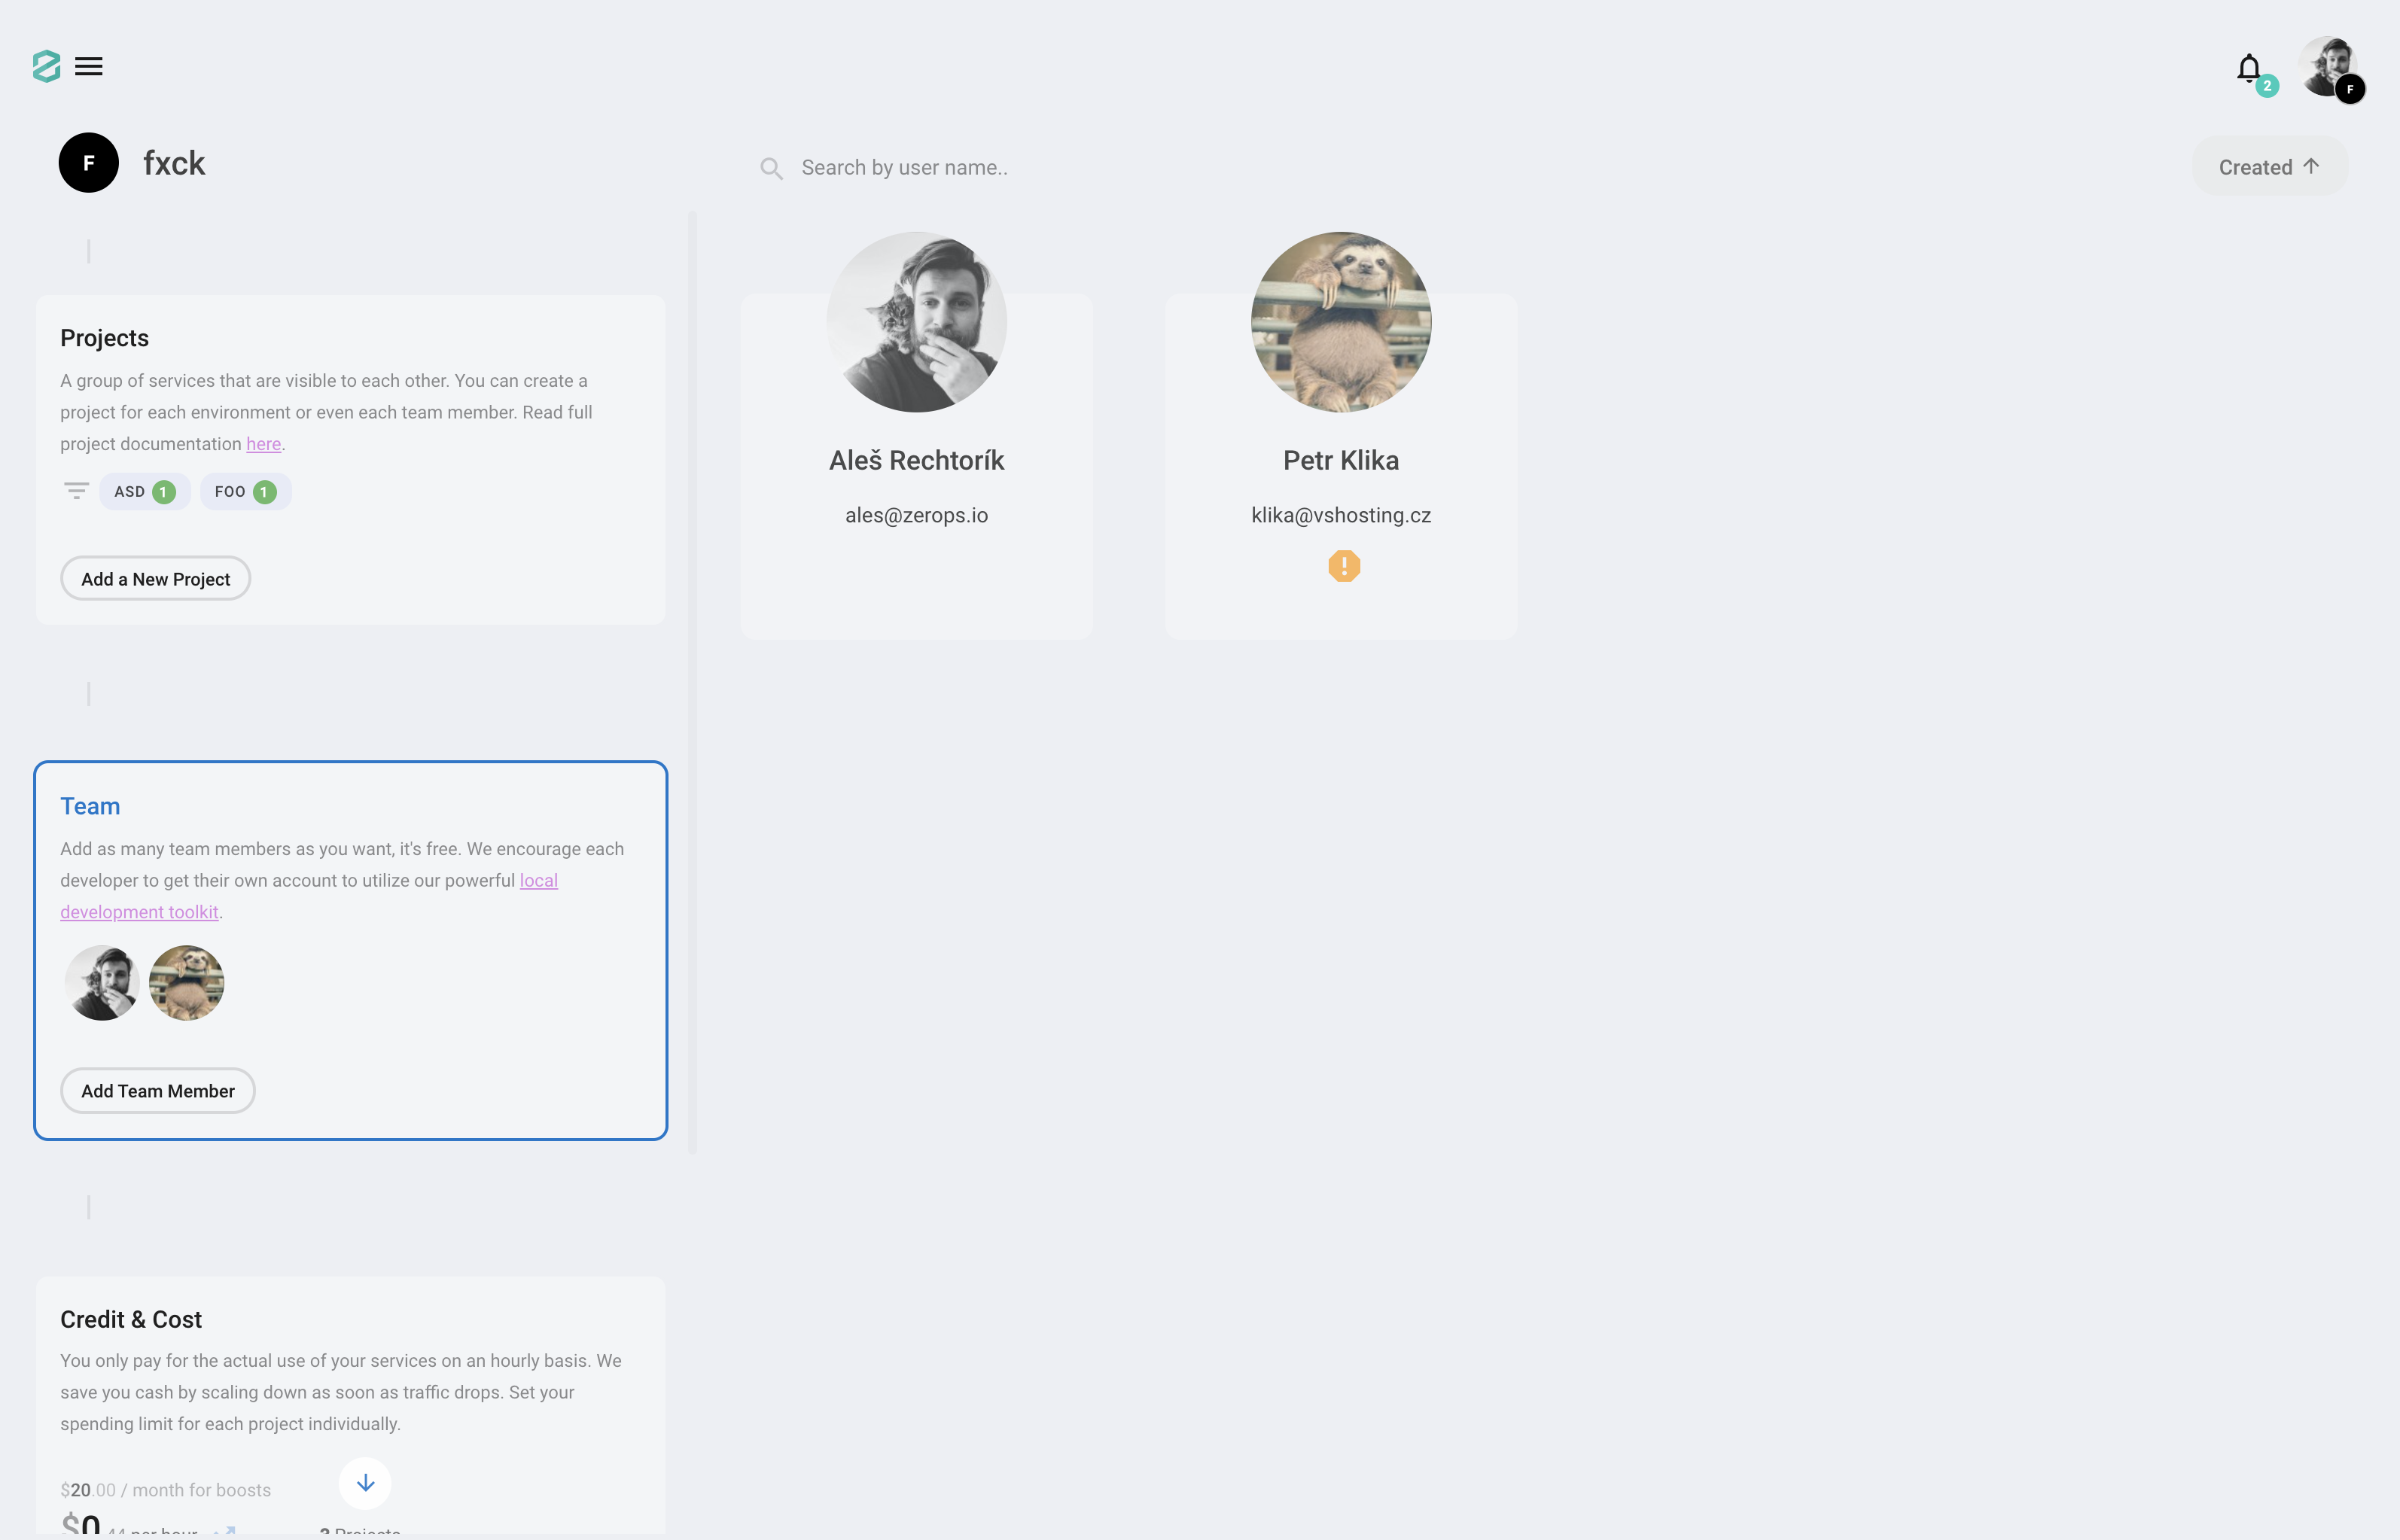 2
F
F
fxck
Search by user name..
Created
Projects
A group of services that are visible to each other. You can create a
project for each environment or even each team member. Read full
project documentation here.
ASD 1 FOO 1
Add a New Project
Aleš Rechtorík
ales@zerops.io
Petr Klika
klika@vshosting.cz
Team
Add as many team members as you want, it's free. We encourage each
developer to get their own account to utilize our powerful local
development toolkit.
Add Team Member
Credit & Cost
You only pay for the actual use of your services on an hourly basis. We
save you cash by scaling down as soon as traffic drops. Set your
spending limit for each project individually.
$20.00 / month for boosts
$0.44 per hour Projects